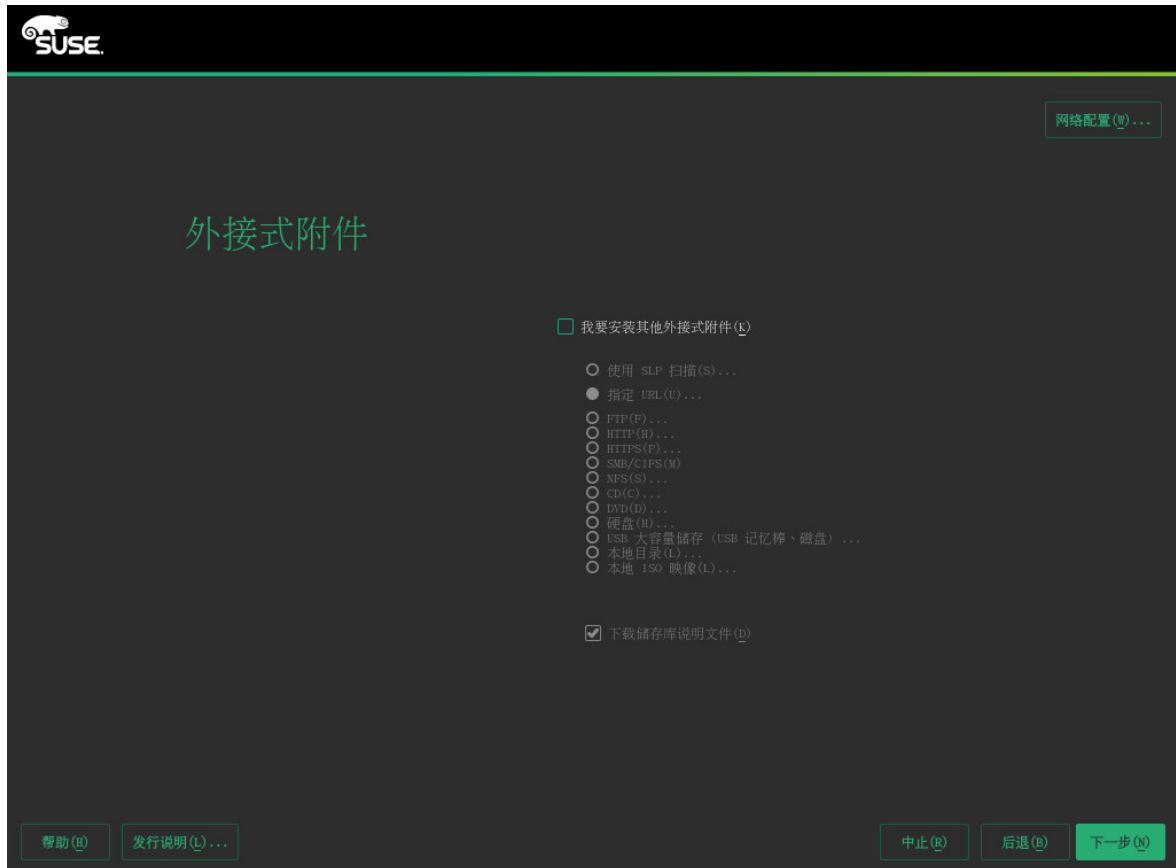 SUSE.
网络配置(W)...
外接式附件
我要安装其他外接式附件(K)
使用 SLP 扫描(S)...
指定 URL(U)...
FTP(F)...
HTTP(H)...
HTTPS(P)...
SMB/CIFS(M)
NFS(S)...
CD(C)...
DVD(D)...
硬盘(H)...
USB 大容量储存 (USB 记忆棒、磁盘) ...
本地目录(L)...
本地 ISO 映像(L)...
下载储存库说明文件(D)
帮助(H)
发行说明(L)...
中止(R)
后退(B)
下一步(N)